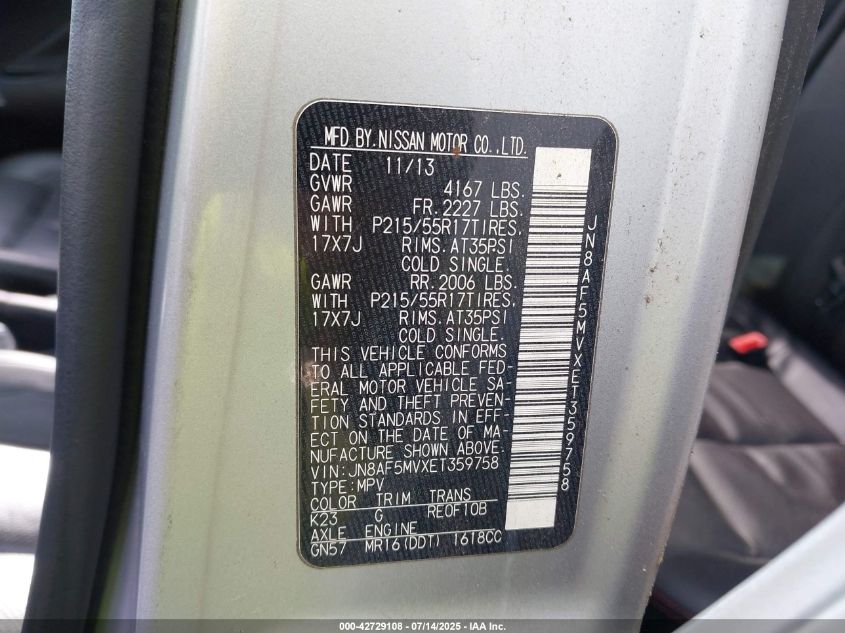 MFD BY.NISSAN MOTOR CO.,LTD.
DATE 11/13
GVWR 4167 LBS.
GAWR FR.2227 LBS.
WITH P215/55R17TIRES,
17X7J RIMS.AT35PSI
COLD SINGLE.
GAWR RR.2006 LBS.
WITH P215/55R17TIRES,
17X7J RIMS.AT35PSI
COLD SINGLE.
THIS VEHICLE CONFORMS
TO ALL APPLICABLE FED-
ERAL MOTOR VEHICLE SA-
FETY AND THEFT PREVEN-
TION STANDARDS IN EFF-
ECT ON THE DATE OF MA-
NUFACTURE SHOWN ABOVE.
VIN:JN8AF5MVXET359758
TYPE:MPV
COLOR TRIM TRANS
K23 G RE0F10B
AXLE ENGINE
GN57 MR16(DDT) 1618CC
JN8AF5MVXET359758
000-42729108 - 07/14/2025 - IAA Inc.